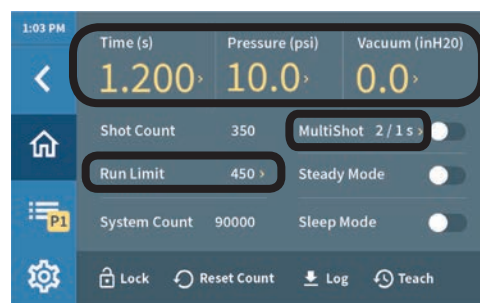 1:03 PM
Time (s) Pressure (psi) Vacuum (inH20)
1.200› 10.0› 0.0›
Shot Count 350 MultiShot 2 / 1 s ›
Run Limit 450 › Steady Mode
P1
System Count 90000 Sleep Mode
Lock Reset Count Log Teach